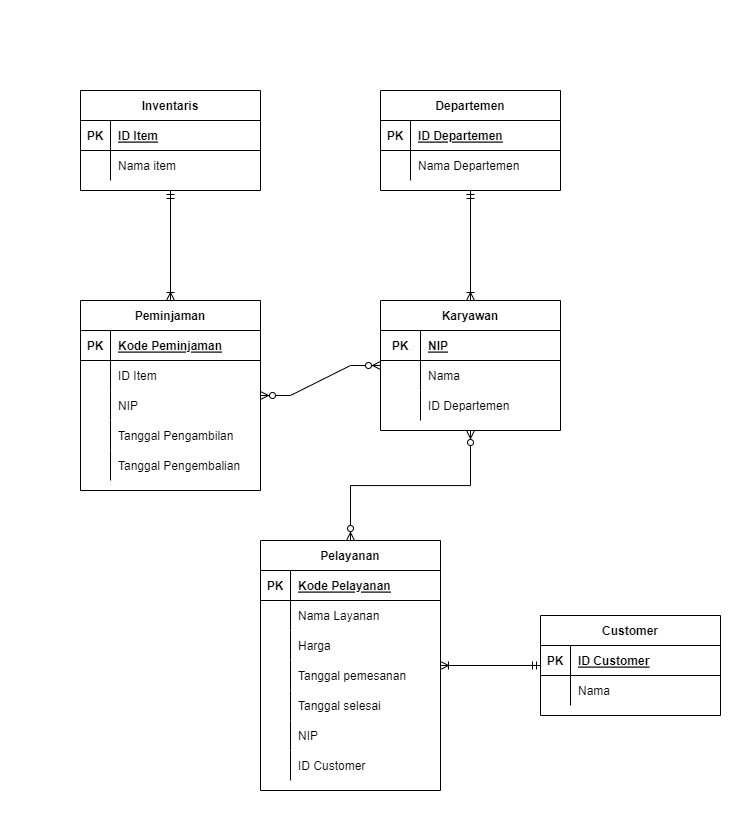 Inventaris
PK ID Item
Nama item
Departemen
PK ID Departemen
Nama Departemen
Peminjaman
PK Kode Peminjaman
ID Item
NIP
Tanggal Pengambilan
Tanggal Pengembalian
Karyawan
PK NIP
Nama
ID Departemen
Pelayanan
PK Kode Pelayanan
Nama Layanan
Harga
Tanggal pemesanan
Tanggal selesai
NIP
ID Customer
Customer
PK ID Customer
Nama